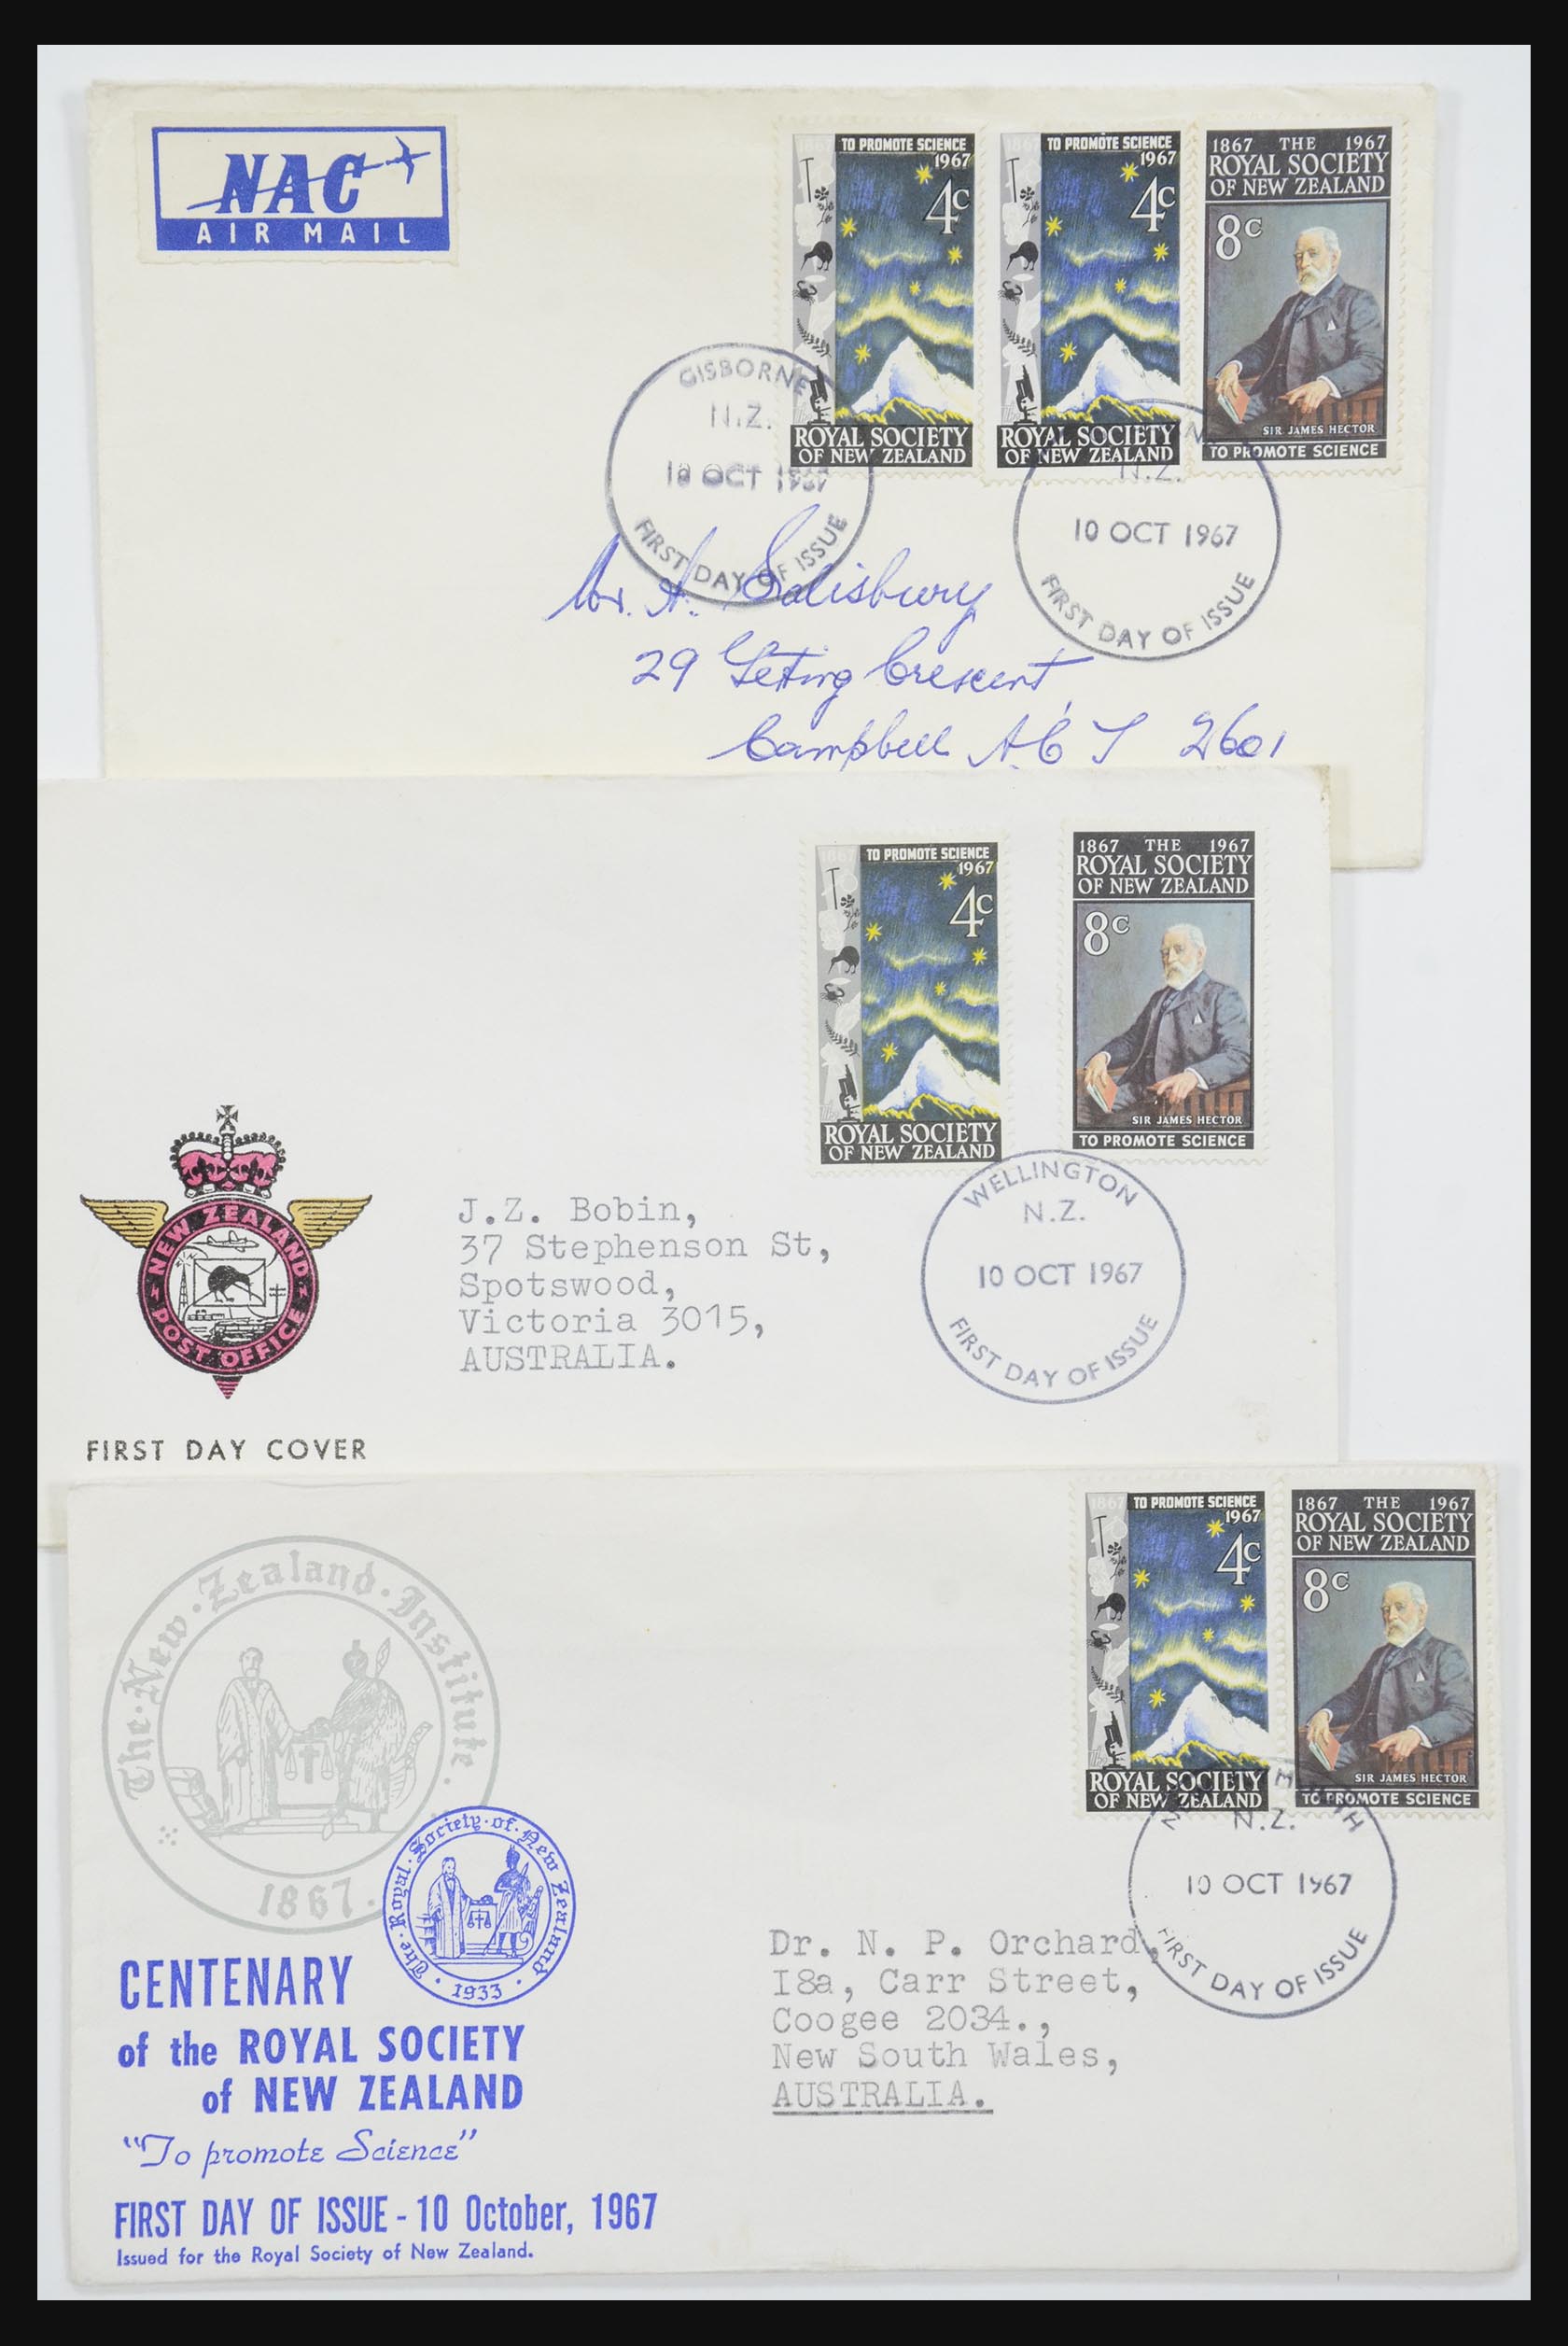 NAC
AIR MAIL
TO PROMOTE SCIENCE
1967
4c
ROYAL SOCIETY
OF NEW ZEALAND
TO PROMOTE SCIENCE
1967
4c
ROYAL SOCIETY
OF NEW ZEALAND
1867 THE 1967
ROYAL SOCIETY
OF NEW ZEALAND
8c
SIR JAMES HECTOR
TO PROMOTE SCIENCE
GISBORNE
N.Z.
10 OCT 1967
FIRST DAY OF ISSUE
N.Z.
10 OCT 1967
FIRST DAY OF ISSUE
Mr. A. Salisbury
29 Crescent,
Campbell A.C T 2601
1867 TO PROMOTE SCIENCE
1967
4c
ROYAL SOCIETY
OF NEW ZEALAND
1867 THE 1967
ROYAL SOCIETY
OF NEW ZEALAND
8c
SIR JAMES HECTOR
TO PROMOTE SCIENCE
WELLINGTON
N.Z.
10 OCT 1967
FIRST DAY OF ISSUE
NEW ZEALAND
POST OFFICE
FIRST DAY COVER
J.Z. Bobin,
37 Stephenson St,
Spotswood,
Victoria 3015,
AUSTRALIA.
1867 TO PROMOTE SCIENCE
1967
4c
ROYAL SOCIETY
OF NEW ZEALAND
1867 THE 1967
ROYAL SOCIETY
OF NEW ZEALAND
8c
SIR JAMES HECTOR
TO PROMOTE SCIENCE
N.Z.
10 OCT 1967
FIRST DAY OF ISSUE
The · New · Zealand · Institute ·
1867.
The · Royal · Society · of · New Zealand
· 1933 ·
CENTENARY
of the ROYAL SOCIETY
of NEW ZEALAND
"To promote Science"
FIRST DAY OF ISSUE - 10 October, 1967
Issued for the Royal Society of New Zealand.
Dr. N. P. Orchard,
I8a, Carr Street,
Coogee 2034.,
New South Wales,
AUSTRALIA.